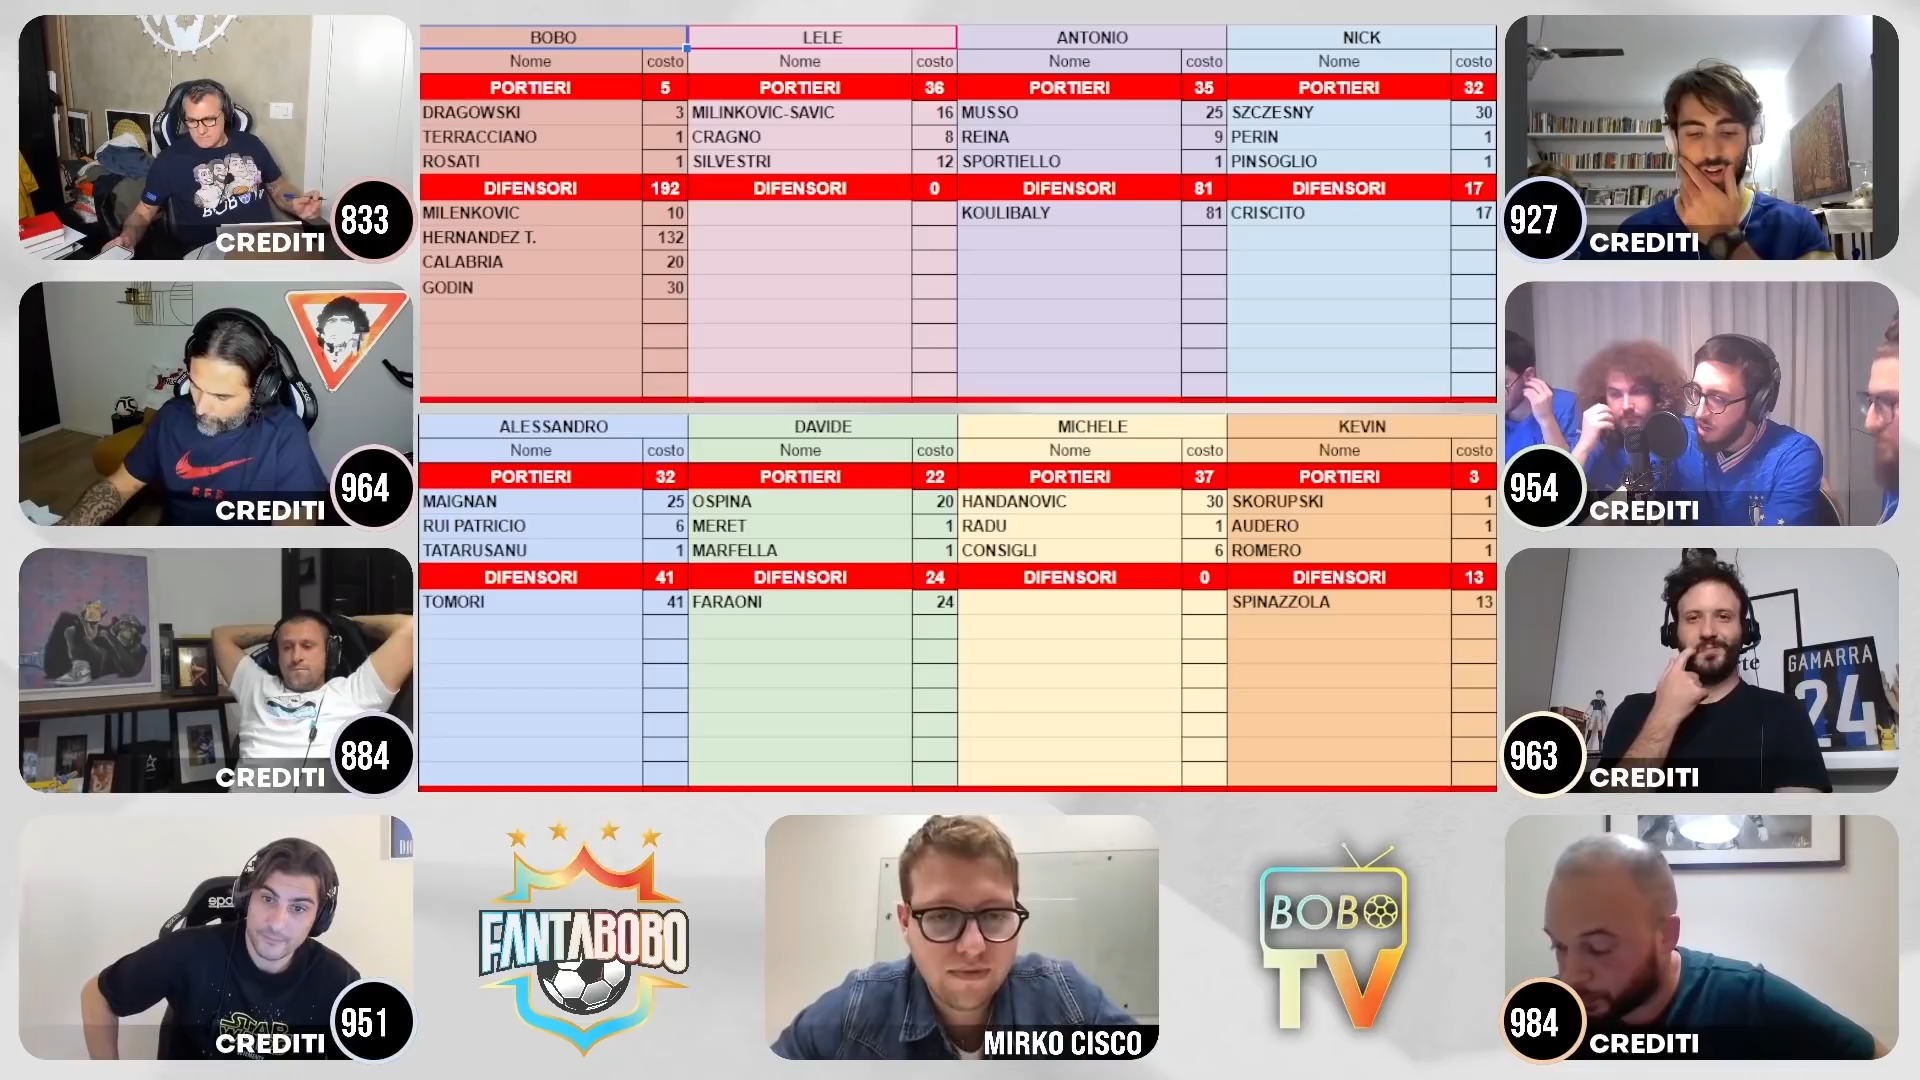 BOBO LELE ANTONIO NICK
Nome costo Nome costo Nome costo Nome costo
PORTIERI 5 PORTIERI 36 PORTIERI 35 PORTIERI 32
DRAGOWSKI 3 MILINKOVIC-SAVIC 16 MUSSO 25 SZCZESNY 30
TERRACCIANO 1 CRAGNO 8 REINA 9 PERIN 1
ROSATI 1 SILVESTRI 12 SPORTIELLO 1 PINSOGLIO 1
DIFENSORI 192 DIFENSORI 0 DIFENSORI 81 DIFENSORI 17
MILENKOVIC 10 KOULIBALY 81 CRISCITO 17
HERNANDEZ T. 132
CALABRIA 20
GODIN 30
ALESSANDRO DAVIDE MICHELE KEVIN
Nome costo Nome costo Nome costo Nome costo
PORTIERI 32 PORTIERI 22 PORTIERI 37 PORTIERI 3
MAIGNAN 25 OSPINA 20 HANDANOVIC 30 SKORUPSKI 1
RUI PATRICIO 6 MERET 1 RADU 1 AUDERO 1
TATARUSANU 1 MARFELLA 1 CONSIGLI 6 ROMERO 1
DIFENSORI 41 DIFENSORI 24 DIFENSORI 0 DIFENSORI 13
TOMORI 41 FARAONI 24 SPINAZZOLA 13
CREDITI 833
CREDITI 964
CREDITI 884
CREDITI 951
927 CREDITI
954 CREDITI
963 CREDITI
984 CREDITI
GAMARRA
24
FANTABOBO
MIRKO CISCO
BOBO
TV